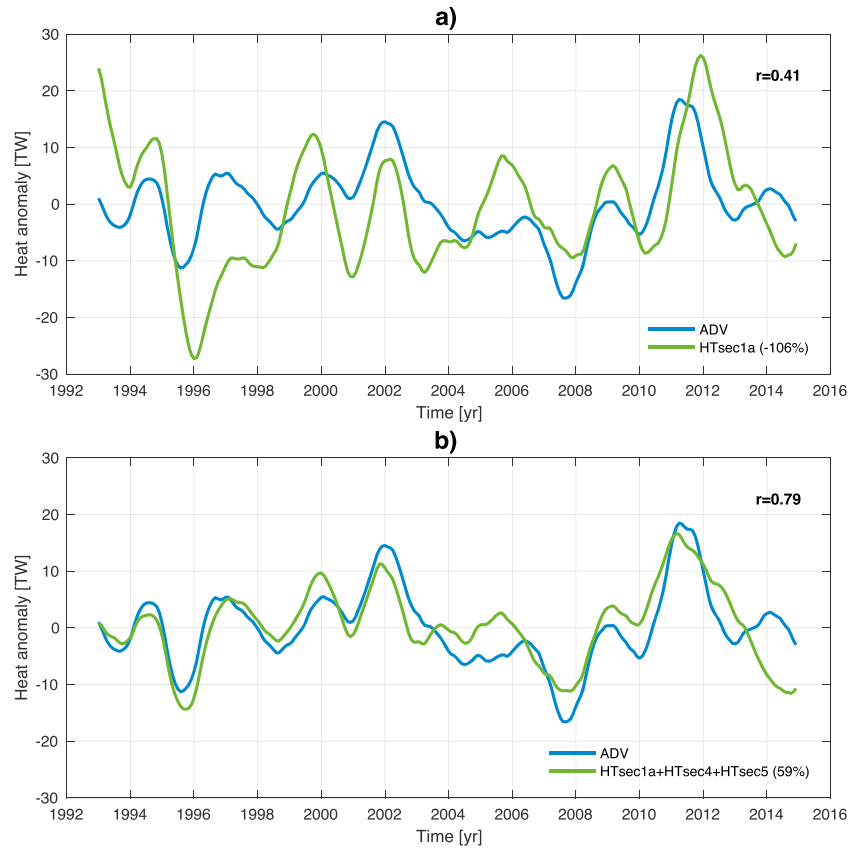 a)
30
20
10
0
-10
-20
-30
Heat anomaly [TW]
r=0.41
ADV
HTsec1a (-106%)
1992 1994 1996 1998 2000 2002 2004 2006 2008 2010 2012 2014 2016
Time [yr]
b)
30
20
10
0
-10
-20
-30
Heat anomaly [TW]
r=0.79
ADV
HTsec1a+HTsec4+HTsec5 (59%)
1992 1994 1996 1998 2000 2002 2004 2006 2008 2010 2012 2014 2016
Time [yr]